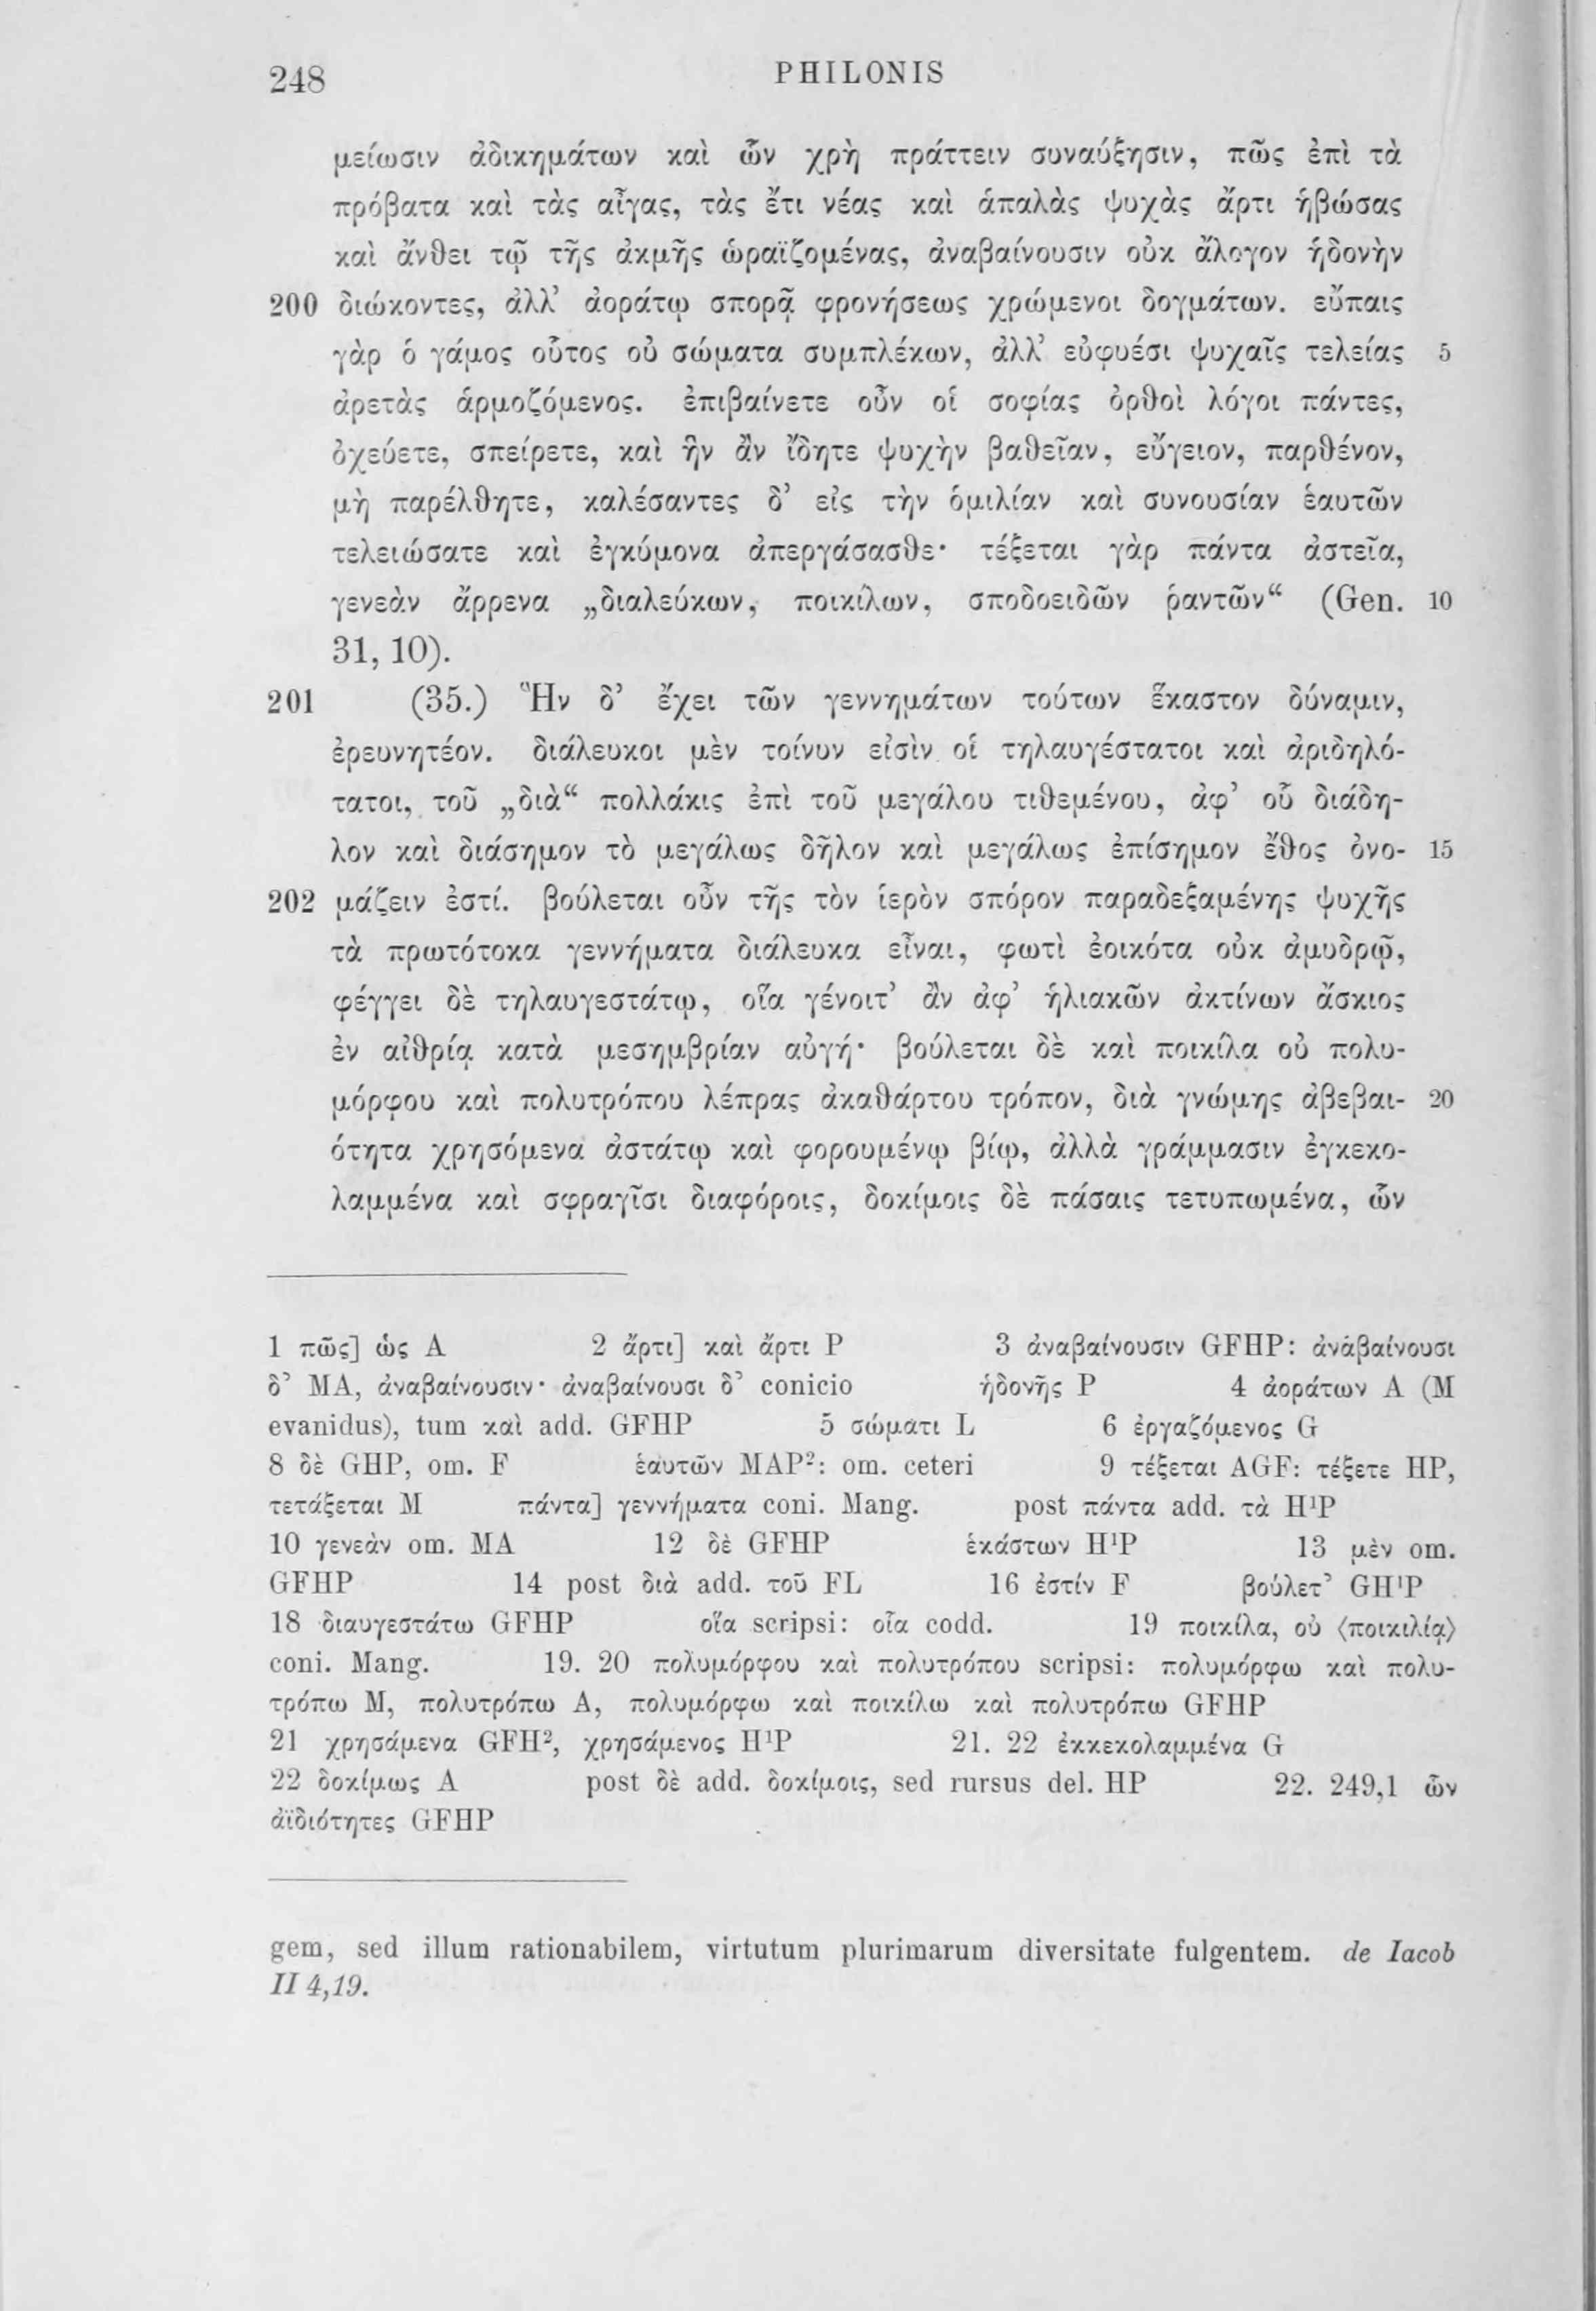 248 PHILONIS
μείωσιν ἀδικημάτων καὶ ὧν χρὴ πράττειν συναύξησιν, πῶς ἐπὶ τὰ
πρόβατα καὶ τὰς αἶγας, τὰς ἔτι νέας καὶ ἁπαλὰς ψυχὰς ἄρτι ἡβώσας
καὶ ἄνθει τῷ τῆς ἀκμῆς ὡραϊζομένας, ἀναβαίνουσιν οὐκ ἄλογον ἡδονὴν
200 διώκοντες, ἀλλ’ ἀοράτῳ σπορᾷ φρονήσεως χρώμενοι δογμάτων. εὔπαις
γὰρ ὁ γάμος οὗτος οὐ σώματα συμπλέκων, ἀλλ’ εὐφυέσι ψυχαῖς τελείας 5
ἀρετὰς ἁρμοζόμενος. ἐπιβαίνετε οὖν οἱ σοφίας ὀρθοὶ λόγοι πάντες,
ὀχεύετε, σπείρετε, καὶ ἣν ἂν ἴδητε ψυχὴν βαθεῖαν, εὔγειον, παρθένον,
μὴ παρέλθητε, καλέσαντες δ’ εἰς τὴν ὁμιλίαν καὶ συνουσίαν ἑαυτῶν
τελειώσατε καὶ ἐγκύμονα ἀπεργάσασθε· τέξεται γὰρ πάντα ἀστεῖα,
γενεὰν ἄρρενα „διαλεύκων, ποικίλων, σποδοειδῶν ῥαντῶν“ (Gen. 10
31, 10).
201 (35.) Ἣν δ’ ἔχει τῶν γεννημάτων τούτων ἕκαστον δύναμιν,
ἐρευνητέον. διάλευκοι μὲν τοίνυν εἰσὶν οἱ τηλαυγέστατοι καὶ ἀριδηλό-
τατοι, τοῦ „διὰ“ πολλάκις ἐπὶ τοῦ μεγάλου τιθεμένου, ἀφ’ οὗ διάδη-
λον καὶ διάσημον τὸ μεγάλως δῆλον καὶ μεγάλως ἐπίσημον ἔθος ὀνο- 15
202 μάζειν ἐστί. βούλεται οὖν τῆς τὸν ἱερὸν σπόρον παραδεξαμένης ψυχῆς
τὰ πρωτότοκα γεννήματα διάλευκα εἶναι, φωτὶ ἐοικότα οὐκ ἀμυδρῷ,
φέγγει δὲ τηλαυγεστάτῳ, οἵα γένοιτ’ ἂν ἀφ’ ἡλιακῶν ἀκτίνων ἄσκιος
ἐν αἰθρίᾳ κατὰ μεσημβρίαν αὐγή· βούλεται δὲ καὶ ποικίλα οὐ πολυ-
μόρφου καὶ πολυτρόπου λέπρας ἀκαθάρτου τρόπον, διὰ γνώμης ἀβεβαι- 20
ότητα χρησόμενα ἀστάτῳ καὶ φορουμένῳ βίῳ, ἀλλὰ γράμμασιν ἐγκεκο-
λαμμένα καὶ σφραγῖσι διαφόροις, δοκίμοις δὲ πάσαις τετυπωμένα, ὧν
1 πῶς] ὡς A 2 ἄρτι] καὶ ἄρτι P 3 ἀναβαίνουσιν GFHP: ἀναβαίνουσι
δ’ MA, ἀναβαίνουσιν· ἀναβαίνουσι δ’ conicio ἡδονῆς P 4 ἀοράτων A (M
evanidus), tum καὶ add. GFHP 5 σώματι L 6 ἐργαζόμενος G
8 δὲ GHP, om. F ἑαυτῶν MAP²: om. ceteri 9 τέξεται AGF: τέξετε HP,
τετάξεται M πάντα] γεννήματα coni. Mang. post πάντα add. τὰ H¹P
10 γενεὰν om. MA 12 δὲ GFHP ἑκάστων H¹P 13 μὲν om.
GFHP 14 post διὰ add. τοῦ FL 16 ἐστίν F βούλετ’ GH¹P
18 διαυγεστάτω GFHP οἵα scripsi: οἷα codd. 19 ποικίλα, οὐ ⟨ποικιλίᾳ⟩
coni. Mang. 19. 20 πολυμόρφου καὶ πολυτρόπου scripsi: πολυμόρφω καὶ πολυ-
τρόπω M, πολυτρόπω A, πολυμόρφω καὶ ποικίλω καὶ πολυτρόπω GFHP
21 χρησάμενα GFH², χρησάμενος H¹P 21. 22 ἐκκεκολαμμένα G
22 δοκίμως A post δὲ add. δοκίμοις, sed rursus del. HP 22. 249,1 ὧν
ἀϊδιότητες GFHP
gem, sed illum rationabilem, virtutum plurimarum diversitate fulgentem. de Iacob
II 4,19.